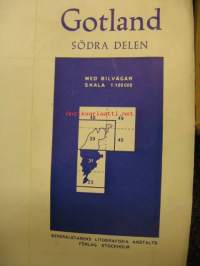 Gotland
SÖDRA DELEN
MED BILVÄGAR
SKALA 1:100 000
GENERALSTABENS LITOGRAFISKA ANSTALTS
FÖRLAG STOCKHOLM